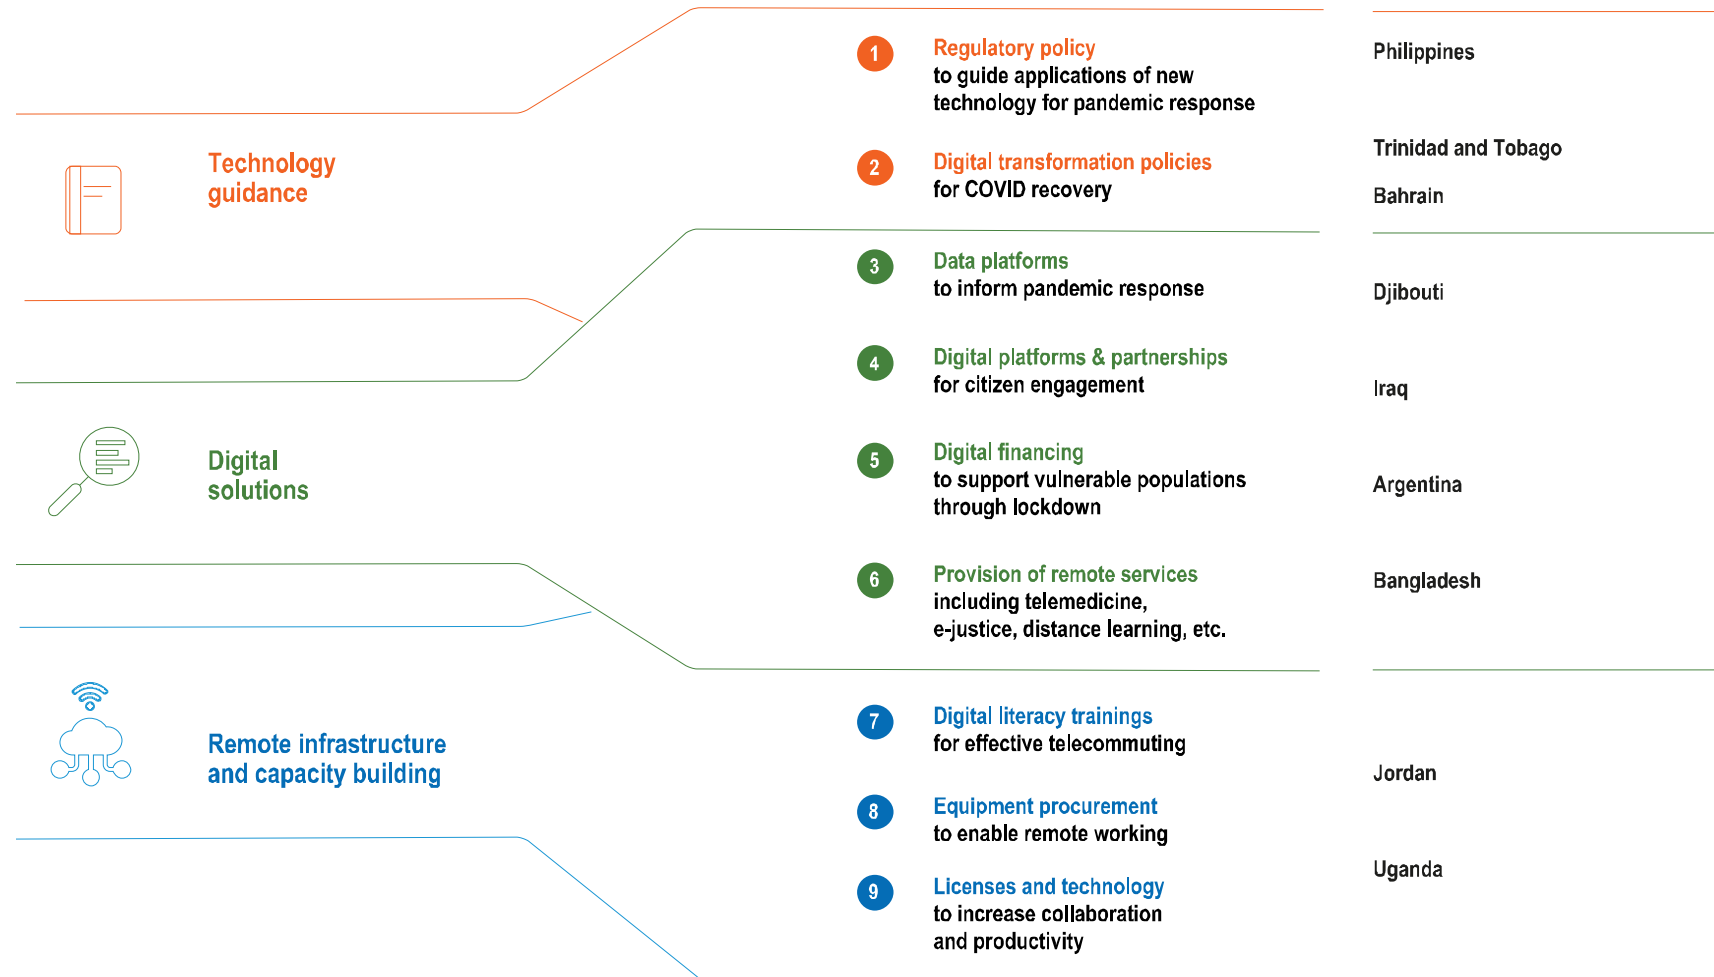 Technology
guidance
1
Regulatory policy
to guide applications of new
technology for pandemic response
Philippines
2
Digital transformation policies
for COVID recovery
Trinidad and Tobago
Bahrain
Digital
solutions
3
Data platforms
to inform pandemic response
Djibouti
4
Digital platforms & partnerships
for citizen engagement
Iraq
5
Digital financing
to support vulnerable populations
through lockdown
Argentina
6
Provision of remote services
including telemedicine,
e-justice, distance learning, etc.
Bangladesh
Remote infrastructure
and capacity building
7
Digital literacy trainings
for effective telecommuting
Jordan
8
Equipment procurement
to enable remote working
Uganda
9
Licenses and technology
to increase collaboration
and productivity